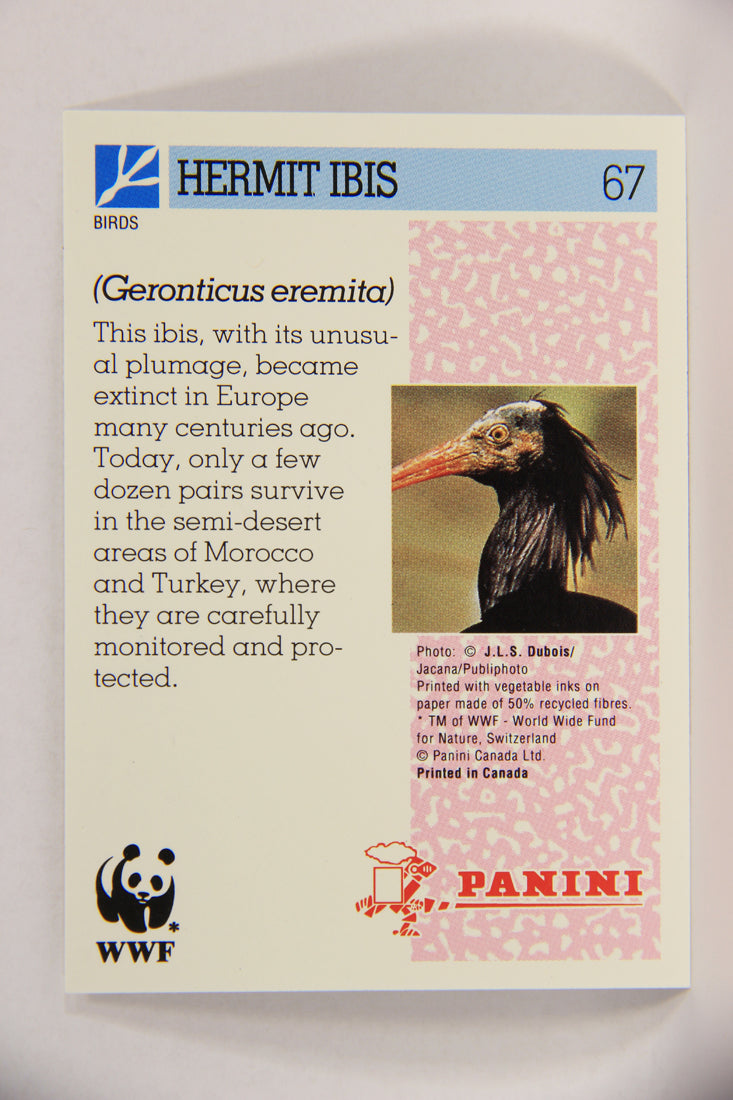 HERMIT IBIS 67
BIRDS
(Geronticus eremita)
This ibis, with its unusu-
al plumage, became
extinct in Europe
many centuries ago.
Today, only a few
dozen pairs survive
in the semi-desert
areas of Morocco
and Turkey, where
they are carefully
monitored and pro-
tected.
Photo: © J.L.S. Dubois/
Jacana/Publiphoto
Printed with vegetable inks on
paper made of 50% recycled fibres.
* TM of WWF - World Wide Fund
for Nature, Switzerland
© Panini Canada Ltd.
Printed in Canada
*
WWF
PANINI